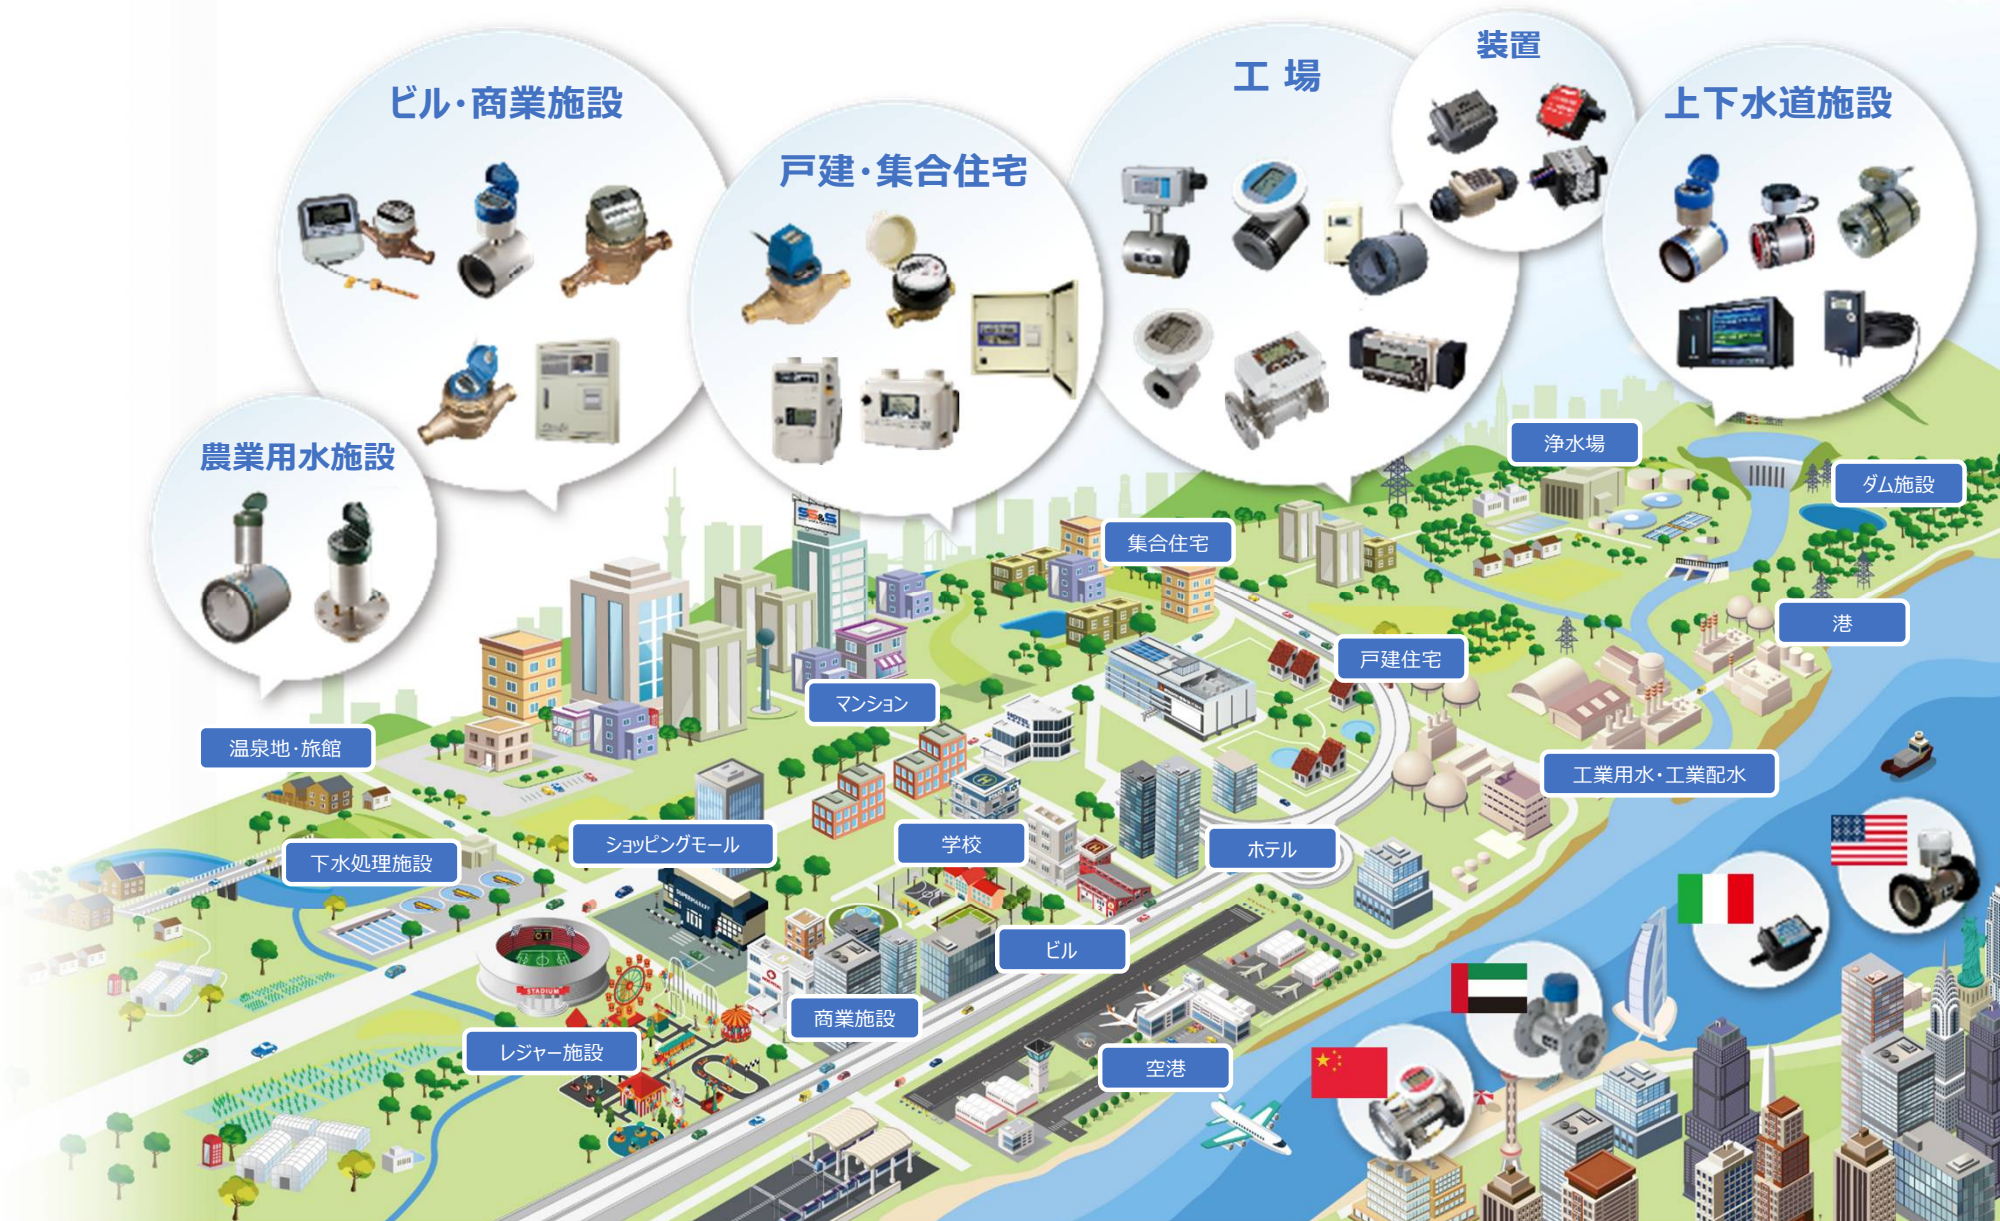 装置
工 場
ビル・商業施設
上下水道施設
戸建・集合住宅
農業用水施設
浄水場
ダム施設
集合住宅
港
戸建住宅
マンション
温泉地・旅館
工業用水・工業配水
ショッピングモール
学校
ホテル
下水処理施設
SUPERMARKET
ビル
STADIUM
商業施設
レジャー施設
空港